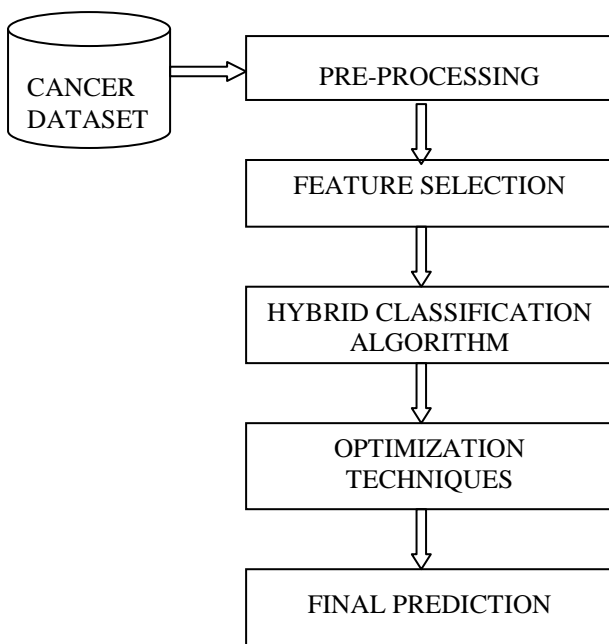 CANCER
DATASET
PRE-PROCESSING
FEATURE SELECTION
HYBRID CLASSIFICATION
ALGORITHM
OPTIMIZATION
TECHNIQUES
FINAL PREDICTION